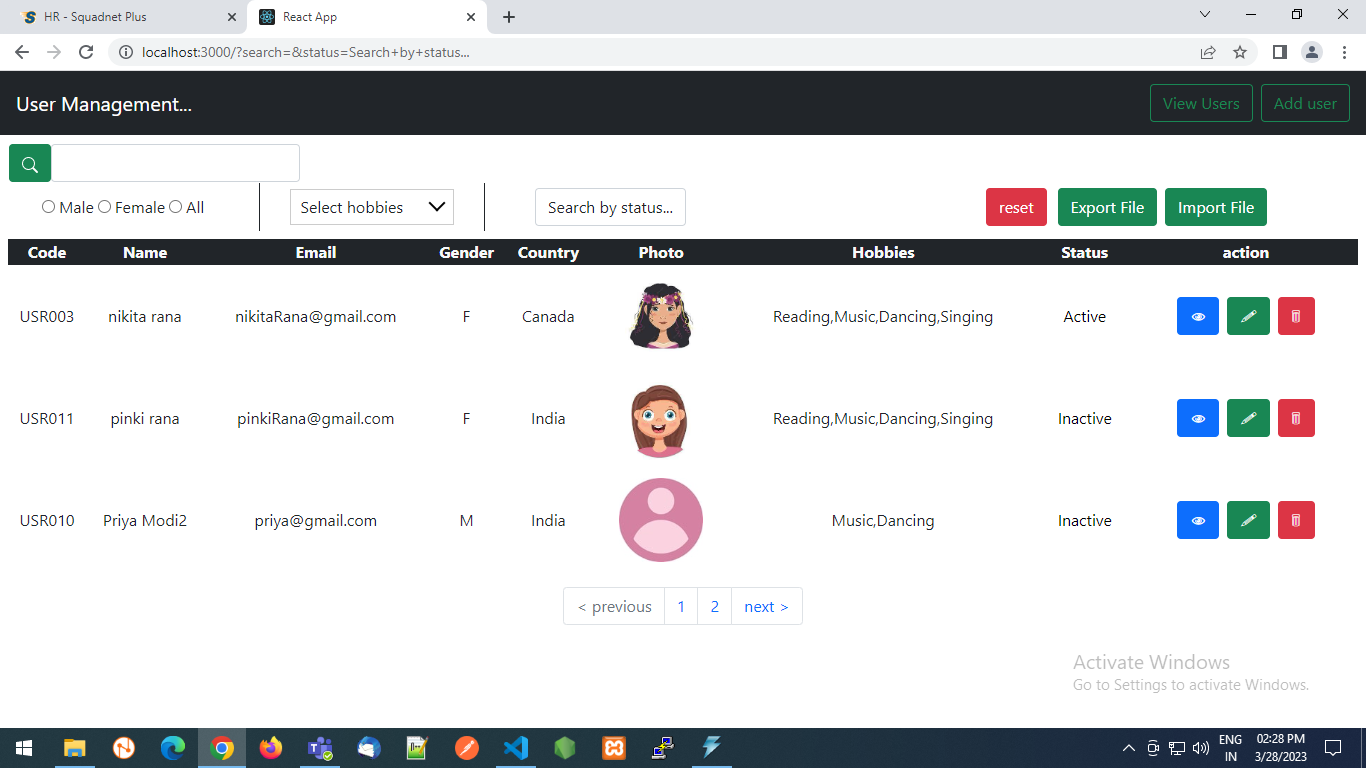 HR - Squadnet Plus
React App
localhost:3000/?search=&status=Search+by+status...
User Management...
View Users
Add user
Male Female All
Select hobbies
Search by status...
reset
Export File
Import File
Code Name Email Gender Country Photo Hobbies Status action
USR003 nikita rana nikitaRana@gmail.com F Canada Reading,Music,Dancing,Singing Active
USR011 pinki rana pinkiRana@gmail.com F India Reading,Music,Dancing,Singing Inactive
USR010 Priya Modi2 priya@gmail.com M India Music,Dancing Inactive
< previous 1 2 next >
Activate Windows
Go to Settings to activate Windows.
ENG
IN
02:28 PM
3/28/2023